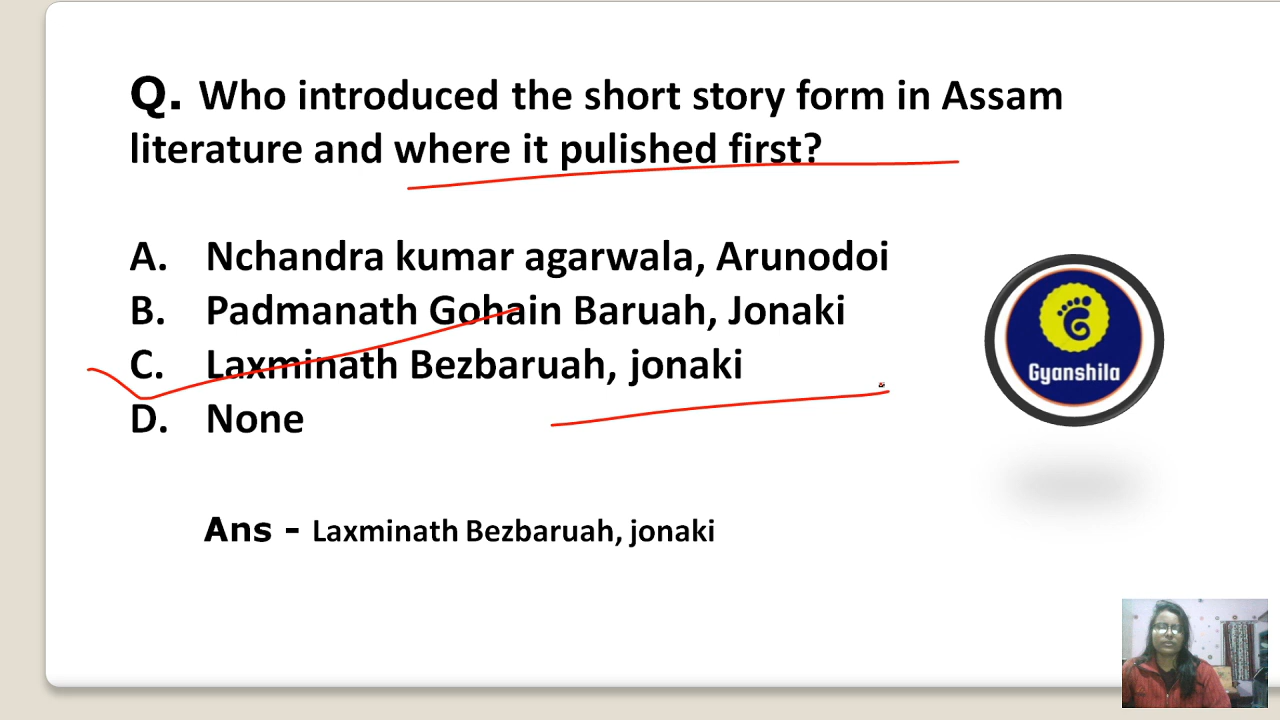 Q. Who introduced the short story form in Assam
literature and where it pulished first?
A. Nchandra kumar agarwala, Arunodoi
B. Padmanath Gohain Baruah, Jonaki
C. Laxminath Bezbaruah, jonaki
D. None
Gyanshila
Ans - Laxminath Bezbaruah, jonaki